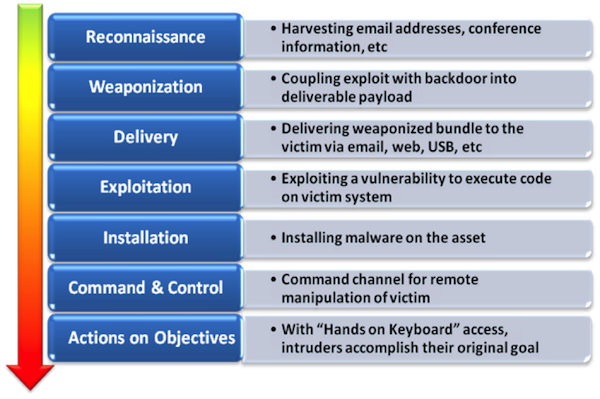 Reconnaissance
• Harvesting email addresses, conference
information, etc
Weaponization
• Coupling exploit with backdoor into
deliverable payload
Delivery
• Delivering weaponized bundle to the
victim via email, web, USB, etc
Exploitation
• Exploiting a vulnerability to execute code
on victim system
Installation
• Installing malware on the asset
Command & Control
• Command channel for remote
manipulation of victim
Actions on Objectives
• With “Hands on Keyboard” access,
intruders accomplish their original goal